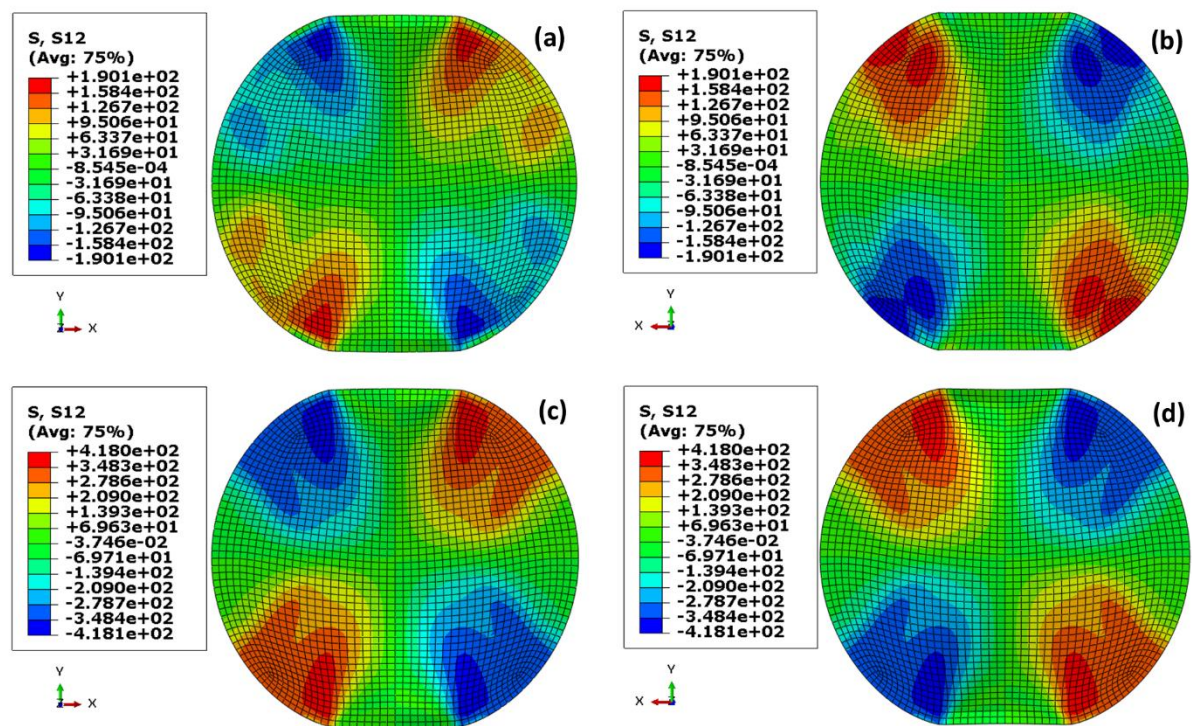 S, S12
(Avg: 75%)
+1.901e+02
+1.584e+02
+1.267e+02
+9.506e+01
+6.337e+01
+3.169e+01
-8.545e-04
-3.169e+01
-6.338e+01
-9.506e+01
-1.267e+02
-1.584e+02
-1.901e+02
(a)
Y
Z X
S, S12
(Avg: 75%)
+1.901e+02
+1.584e+02
+1.267e+02
+9.506e+01
+6.337e+01
+3.169e+01
-8.545e-04
-3.169e+01
-6.338e+01
-9.506e+01
-1.267e+02
-1.584e+02
-1.901e+02
(b)
Y
X
S, S12
(Avg: 75%)
+4.180e+02
+3.483e+02
+2.786e+02
+2.090e+02
+1.393e+02
+6.963e+01
-3.746e-02
-6.971e+01
-1.394e+02
-2.090e+02
-2.787e+02
-3.484e+02
-4.181e+02
(c)
Y
Z X
S, S12
(Avg: 75%)
+4.180e+02
+3.483e+02
+2.786e+02
+2.090e+02
+1.393e+02
+6.963e+01
-3.746e-02
-6.971e+01
-1.394e+02
-2.090e+02
-2.787e+02
-3.484e+02
-4.181e+02
(d)
Y
X